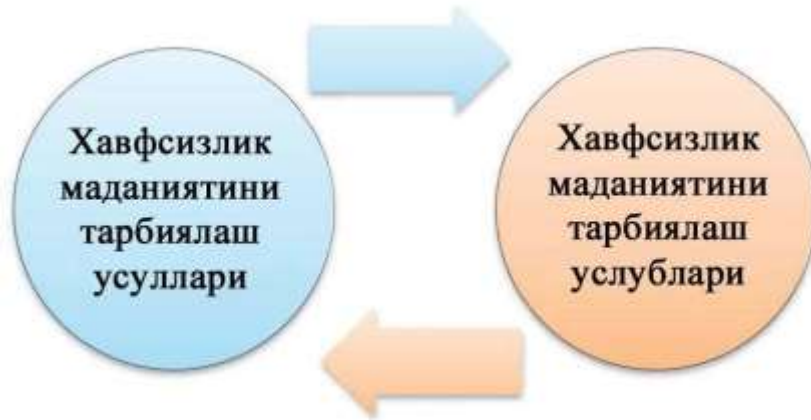 Хавфсизлик
маданиятини
тарбиялаш
усуллари
Хавфсизлик
маданиятини
тарбиялаш
услублари